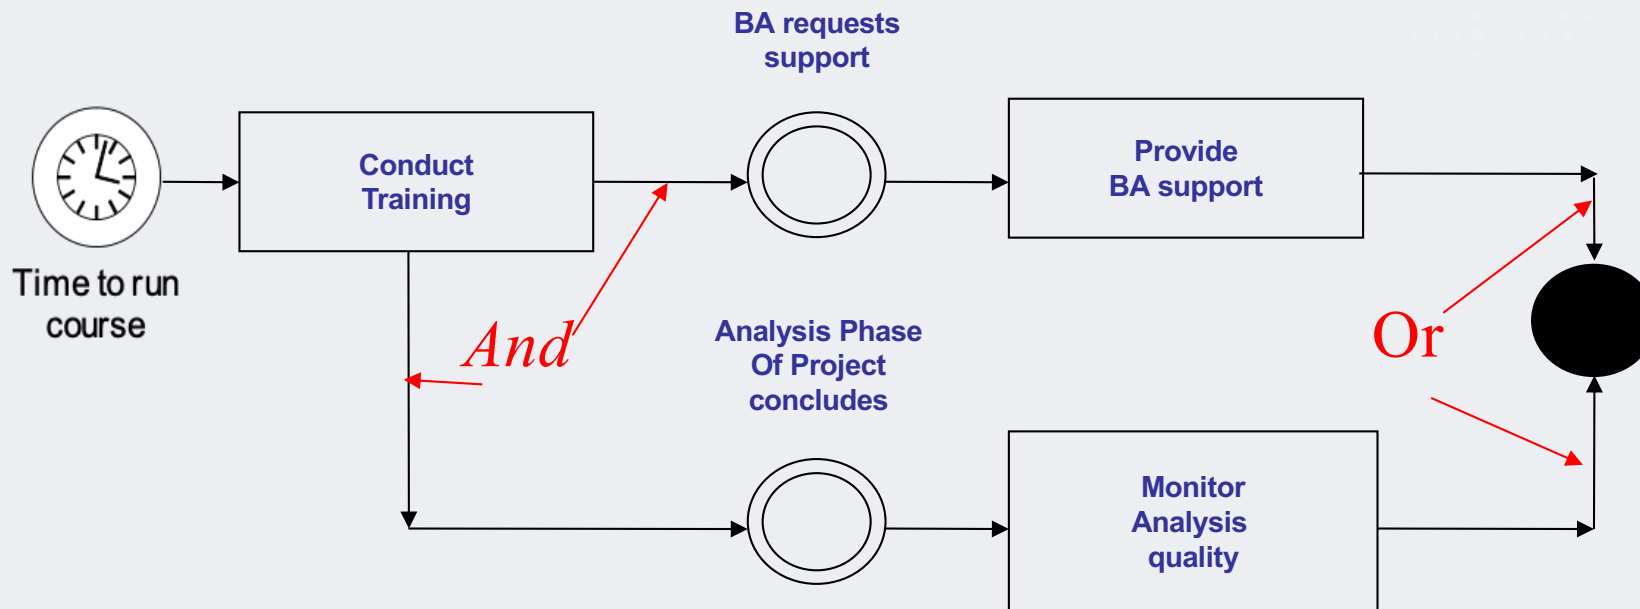 BA requests
support
Conduct
Training
Provide
BA support
Time to run
course
And
Analysis Phase
Of Project
concludes
Or
Monitor
Analysis
quality